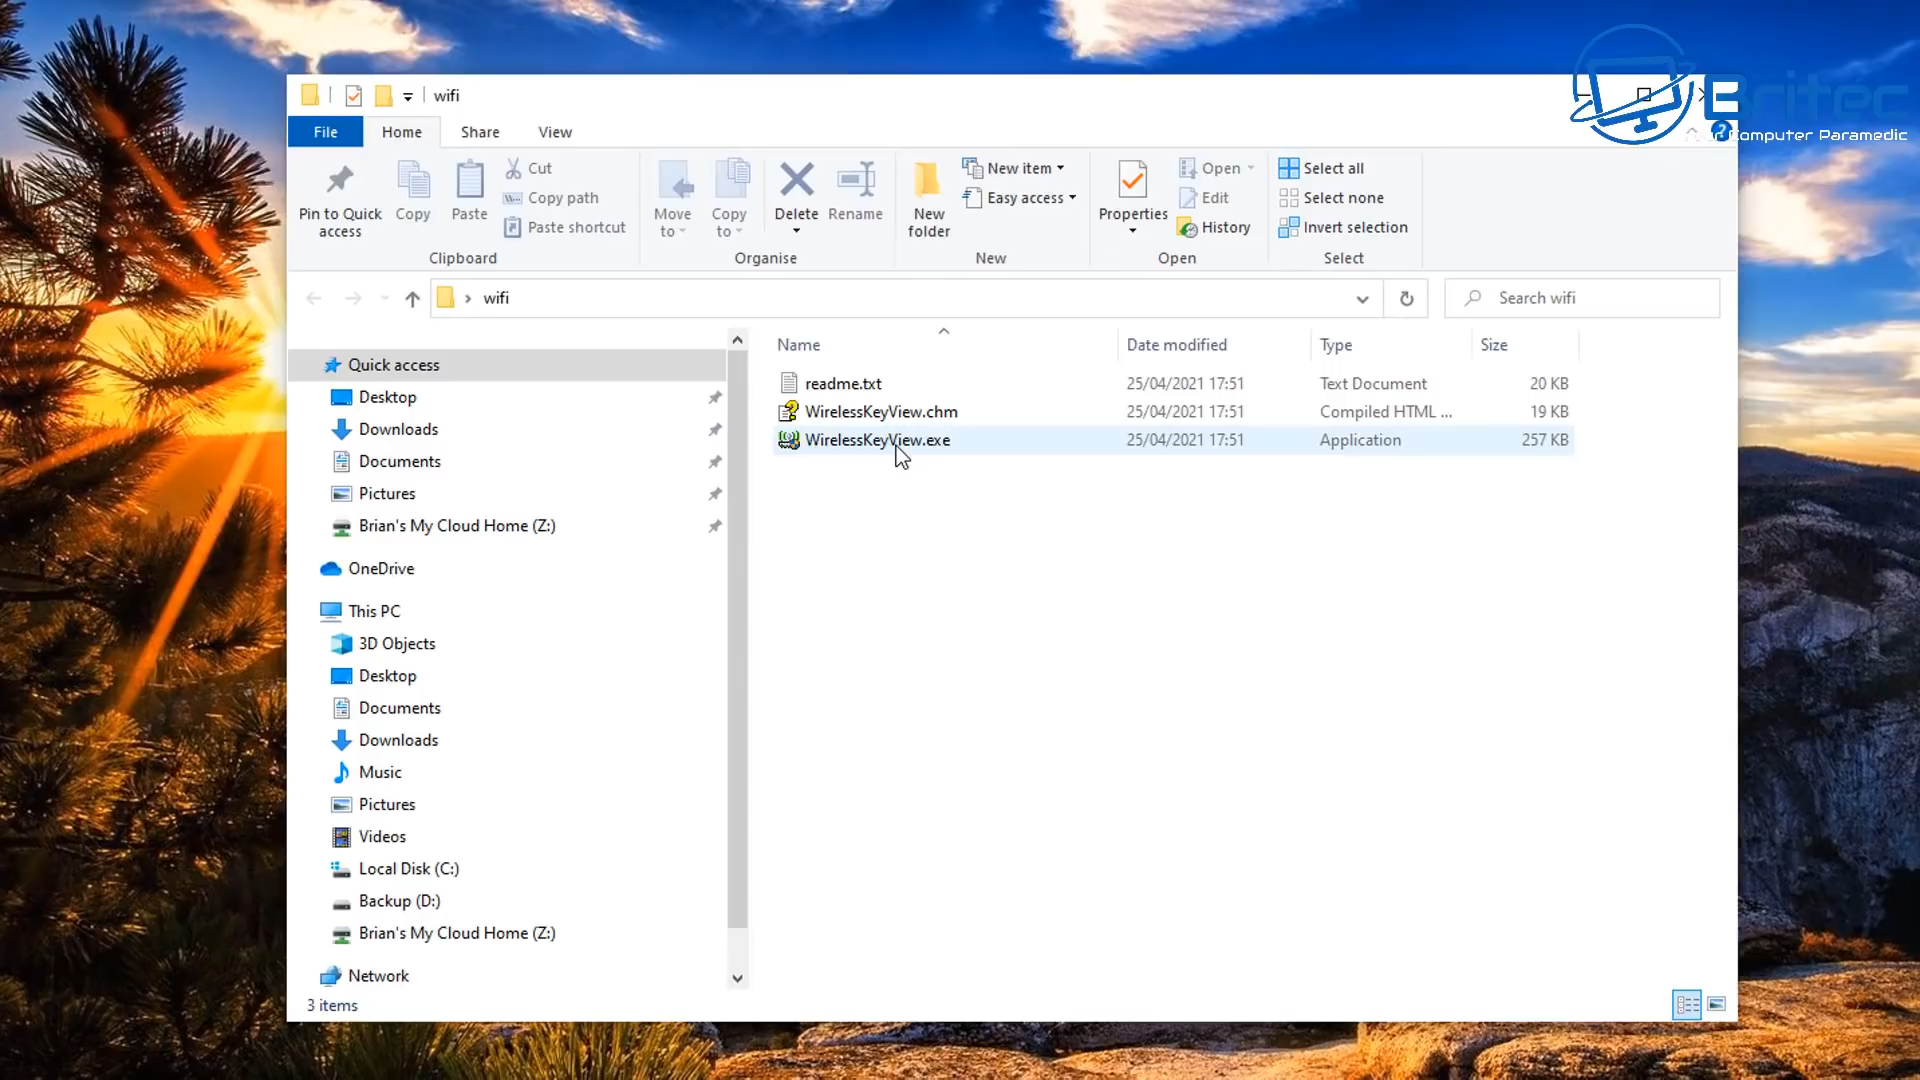 wifi
Britec
Your Computer Paramedic
File Home Share View
Pin to Quick access
Copy
Paste
Cut
Copy path
Paste shortcut
Move to
Copy to
Delete
Rename
New folder
New item
Easy access
Properties
Open
Edit
History
Select all
Select none
Invert selection
Clipboard Organise New Open Select
wifi
Search wifi
Name Date modified Type Size
readme.txt 25/04/2021 17:51 Text Document 20 KB
WirelessKeyView.chm 25/04/2021 17:51 Compiled HTML ... 19 KB
WirelessKeyView.exe 25/04/2021 17:51 Application 257 KB
Quick access
Desktop
Downloads
Documents
Pictures
Brian's My Cloud Home (Z:)
OneDrive
This PC
3D Objects
Desktop
Documents
Downloads
Music
Pictures
Videos
Local Disk (C:)
Backup (D:)
Brian's My Cloud Home (Z:)
Network
3 items